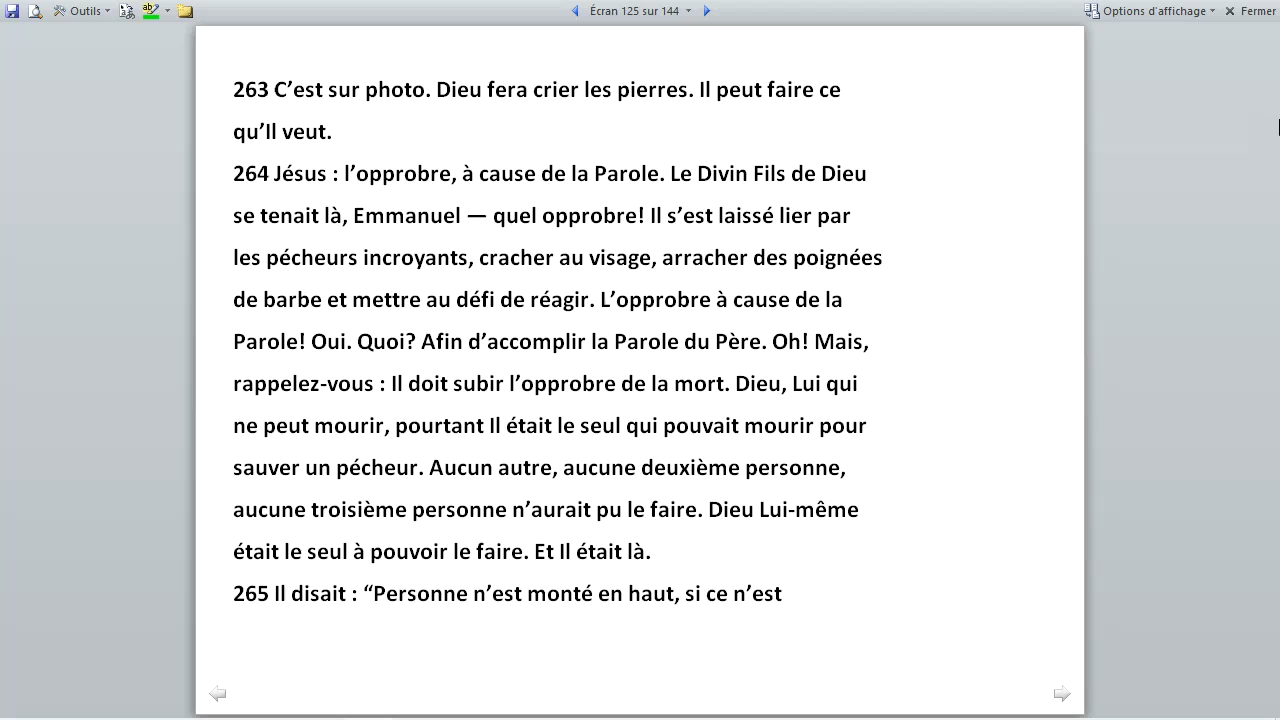 Outils
Écran 125 sur 144
Options d'affichage
Fermer
263 C’est sur photo. Dieu fera crier les pierres. Il peut faire ce
qu’Il veut.
264 Jésus : l’opprobre, à cause de la Parole. Le Divin Fils de Dieu
se tenait là, Emmanuel — quel opprobre! Il s’est laissé lier par
les pécheurs incroyants, cracher au visage, arracher des poignées
de barbe et mettre au défi de réagir. L’opprobre à cause de la
Parole! Oui. Quoi? Afin d’accomplir la Parole du Père. Oh! Mais,
rappelez-vous : Il doit subir l’opprobre de la mort. Dieu, Lui qui
ne peut mourir, pourtant Il était le seul qui pouvait mourir pour
sauver un pécheur. Aucun autre, aucune deuxième personne,
aucune troisième personne n’aurait pu le faire. Dieu Lui-même
était le seul à pouvoir le faire. Et Il était là.
265 Il disait : “Personne n’est monté en haut, si ce n’est